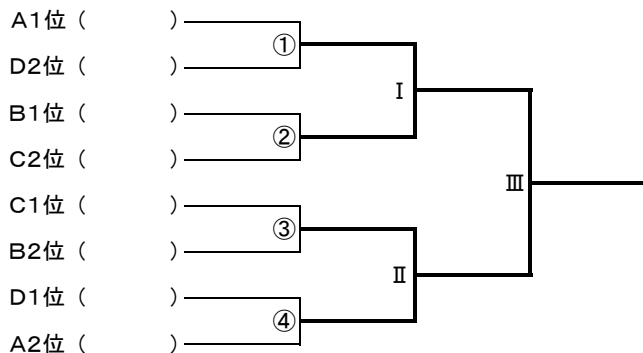 A1位（　　　　　）
①
D2位（　　　　　）
Ⅰ
B1位（　　　　　）
②
C2位（　　　　　）
Ⅲ
C1位（　　　　　）
③
B2位（　　　　　）
Ⅱ
D1位（　　　　　）
④
A2位（　　　　　）